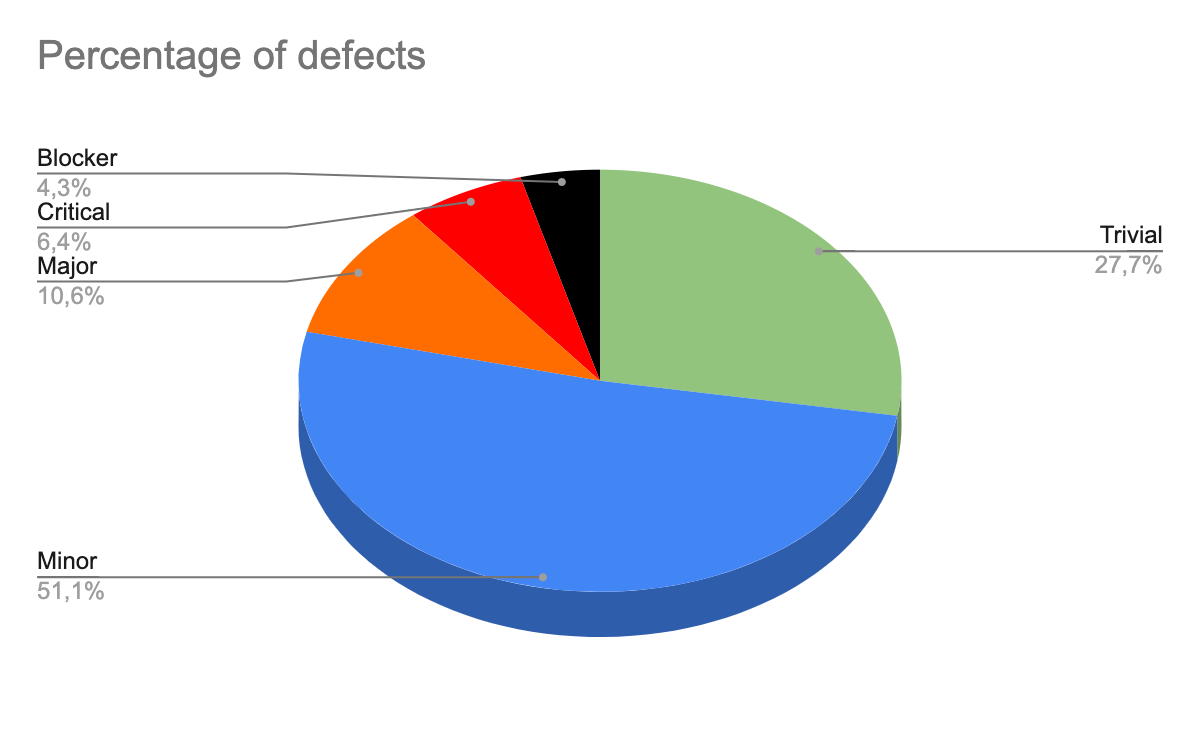 Percentage of defects
Blocker
4,3%
Critical
6,4%
Major
10,6%
Trivial
27,7%
Minor
51,1%